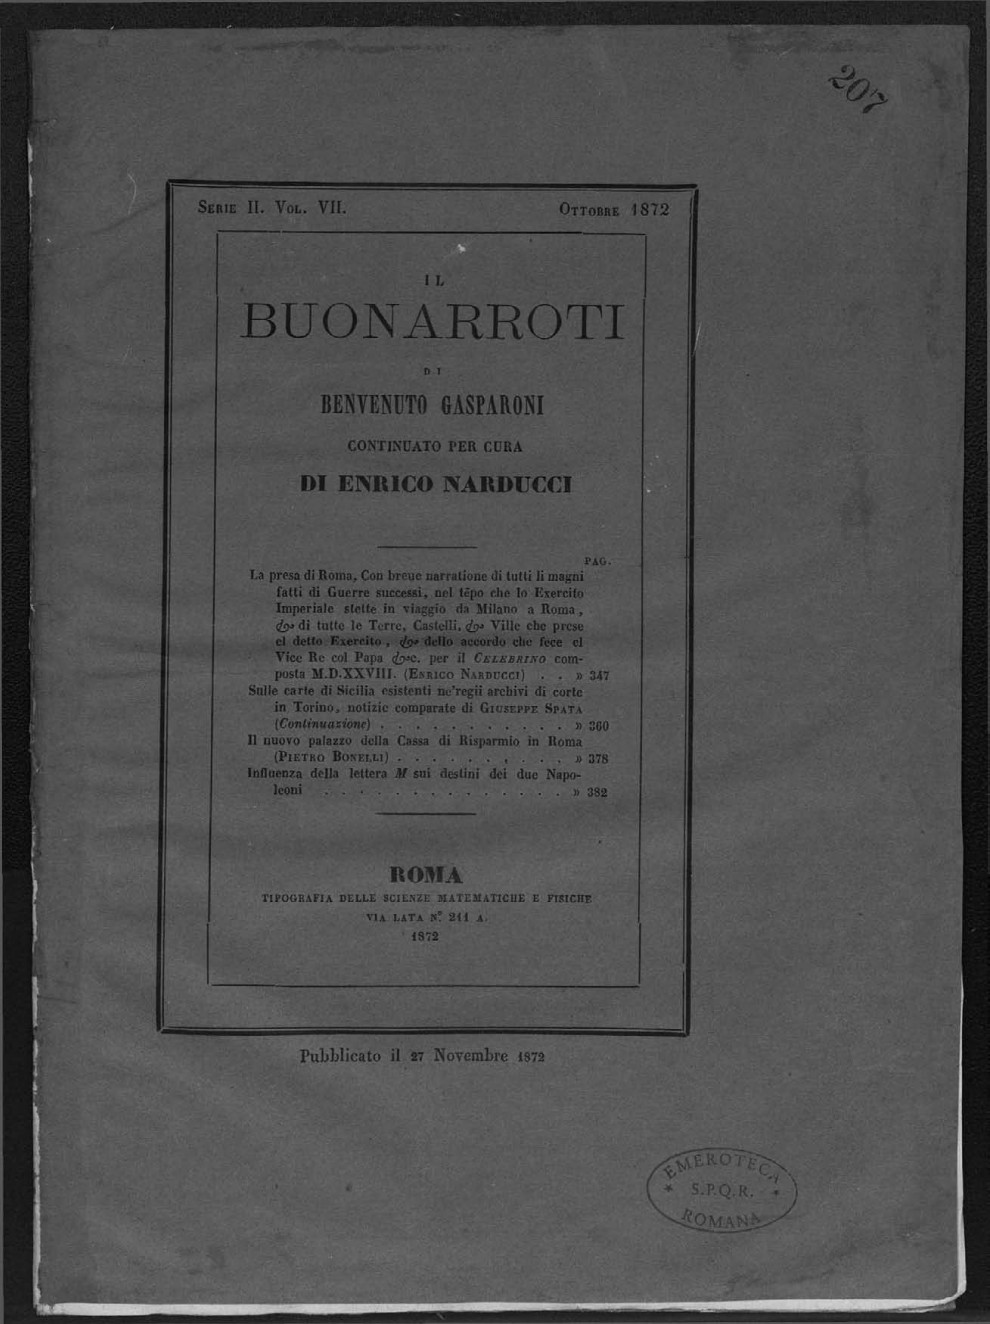 207
SERIE II. VOL. VII. OTTOBRE 1872
IL
BUONARROTI
DI
BENVENUTO GASPARONI
CONTINUATO PER CURA
DI ENRICO NARDUCCI
PAG.
La presa di Roma, Con breue narratione di tutti li magni
fatti di Guerre successi, nel tēpo che lo Exercito
Imperiale stette in viaggio da Milano a Roma,
& di tutte le Terre, Castelli, & Ville che prese
el detto Exercito, & dello accordo che fece el
Vice Re col Papa &c. per il CELEBRINO com-
posta M.D.XXVIII. (ENRICO NARDUCCI) . . » 347
Sulle carte di Sicilia esistenti ne'regii archivi di corte
in Torino, notizie comparate di GIUSEPPE SPATA
(Continuazione) . . . . . . . . . . . » 360
Il nuovo palazzo della Cassa di Risparmio in Roma
(PIETRO BONELLI) . . . . . . . . . . » 378
Influenza della lettera M sui destini dei due Napo-
leoni . . . . . . . . . . . . . . » 382
ROMA
TIPOGRAFIA DELLE SCIENZE MATEMATICHE E FISICHE
VIA LATA N.º 211 A.
1872
Pubblicato il 27 Novembre 1872
EMEROTECA
* S.P.Q.R. *
ROMANA